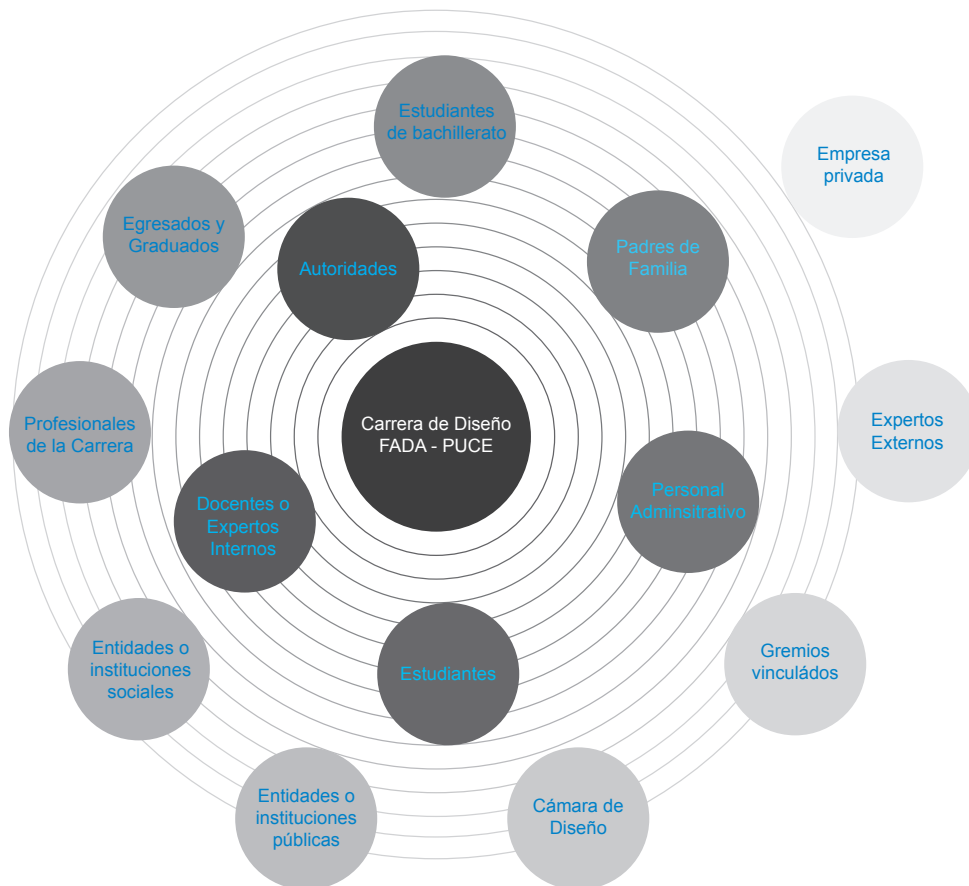 Estudiantes
de bachillerato
Empresa
privada
Egresados y
Graduados
Autoridades
Padres de
Familia
Profesionales
de la Carrera
Carrera de Diseño
FADA - PUCE
Expertos
Externos
Docentes o
Expertos
Internos
Personal
Adminsitrativo
Entidades o
instituciones
sociales
Estudiantes
Gremios
vinculádos
Entidades o
instituciones
públicas
Cámara de
Diseño